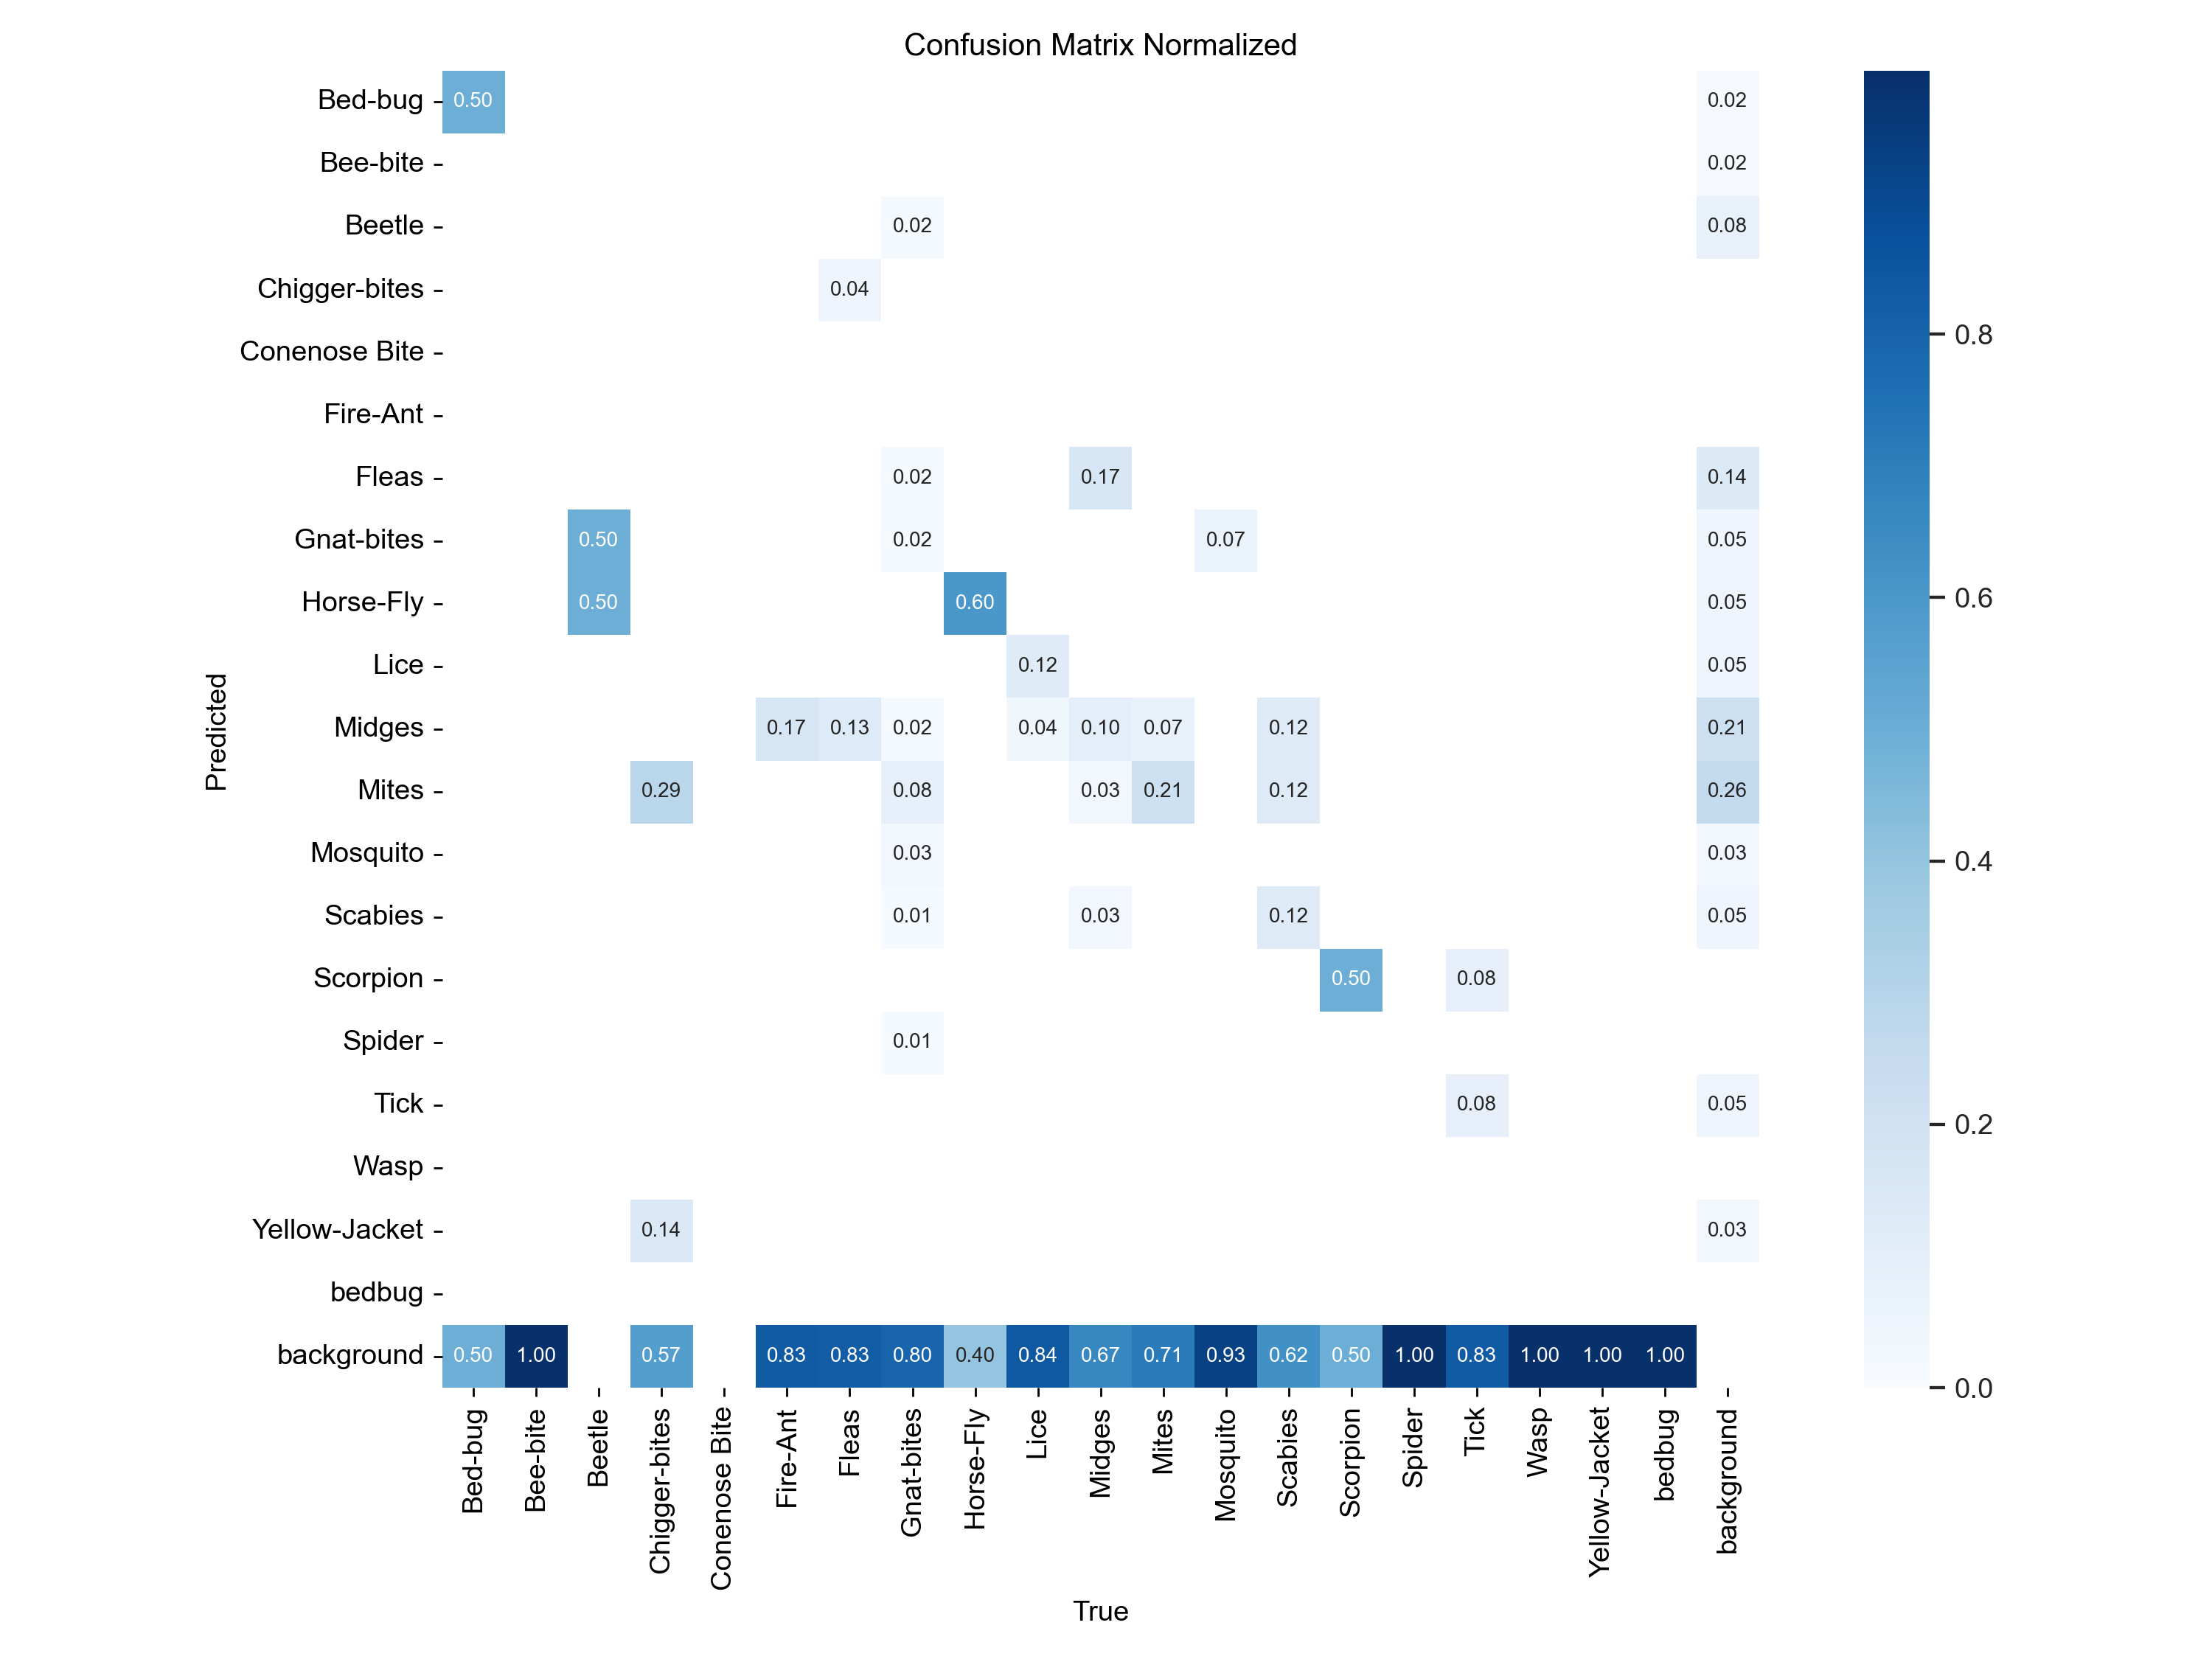 Confusion Matrix Normalized
Bed-bug 0.50 0.02
Bee-bite 0.02
Beetle 0.02 0.08
Chigger-bites 0.04
Conenose Bite
Fire-Ant
Fleas 0.02 0.17 0.14
Gnat-bites 0.50 0.02 0.07 0.05
Horse-Fly 0.50 0.60 0.05
Lice 0.12 0.05
Midges 0.17 0.13 0.02 0.04 0.10 0.07 0.12 0.21
Mites 0.29 0.08 0.03 0.21 0.12 0.26
Mosquito 0.03 0.03
Scabies 0.01 0.03 0.12 0.05
Scorpion 0.50 0.08
Spider 0.01
Tick 0.08 0.05
Wasp
Yellow-Jacket 0.14 0.03
bedbug
background 0.50 1.00 0.57 0.83 0.83 0.80 0.40 0.84 0.67 0.71 0.93 0.62 0.50 1.00 0.83 1.00 1.00 1.00
Predicted
Bed-bug
Bee-bite
Beetle
Chigger-bites
Conenose Bite
Fire-Ant
Fleas
Gnat-bites
Horse-Fly
Lice
Midges
Mites
Mosquito
Scabies
Scorpion
Spider
Tick
Wasp
Yellow-Jacket
bedbug
background
True
0.8
0.6
0.4
0.2
0.0